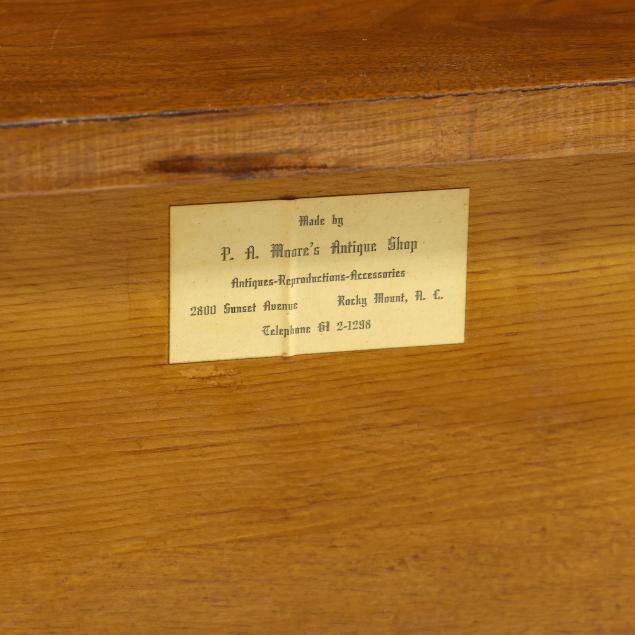 Made by
P. A. Moore's Antique Shop
Antiques-Reproductions-Accessories
2800 Sunset Avenue Rocky Mount, N. C.
Telephone GI 2-1298